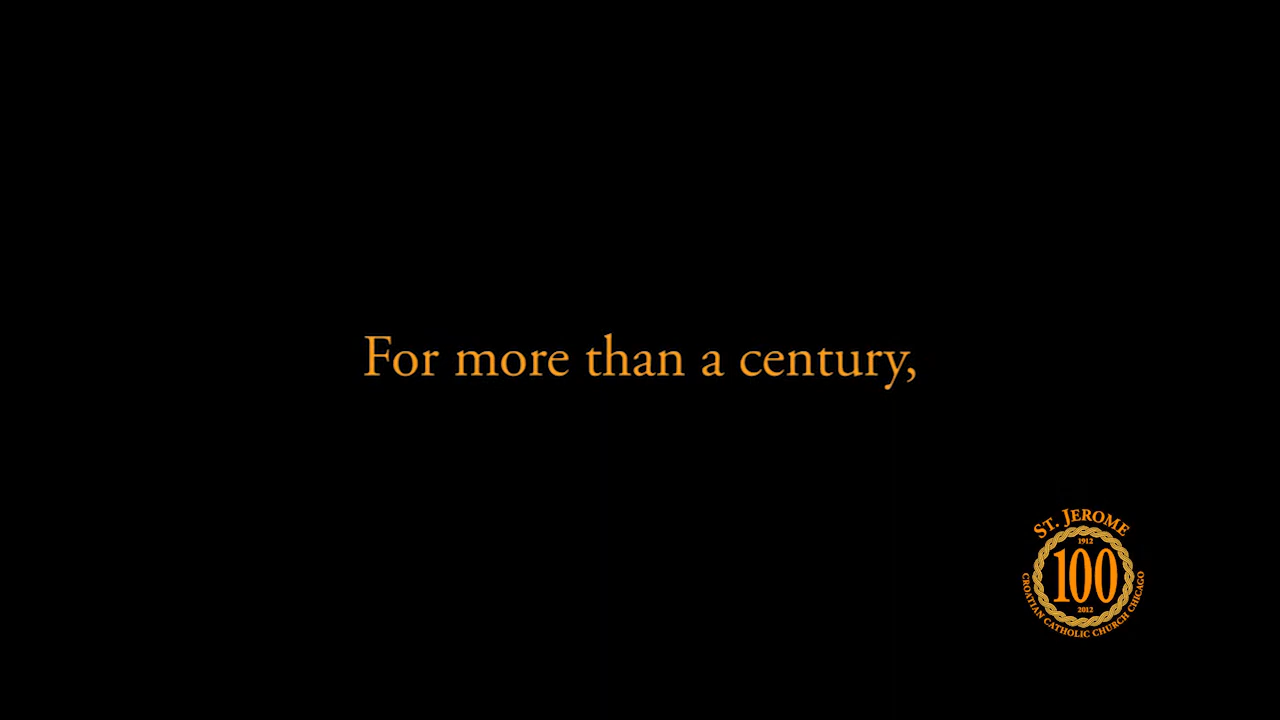 For more than a century,
ST. JEROME
1912
100
2012
CROATIAN CATHOLIC CHURCH CHICAGO